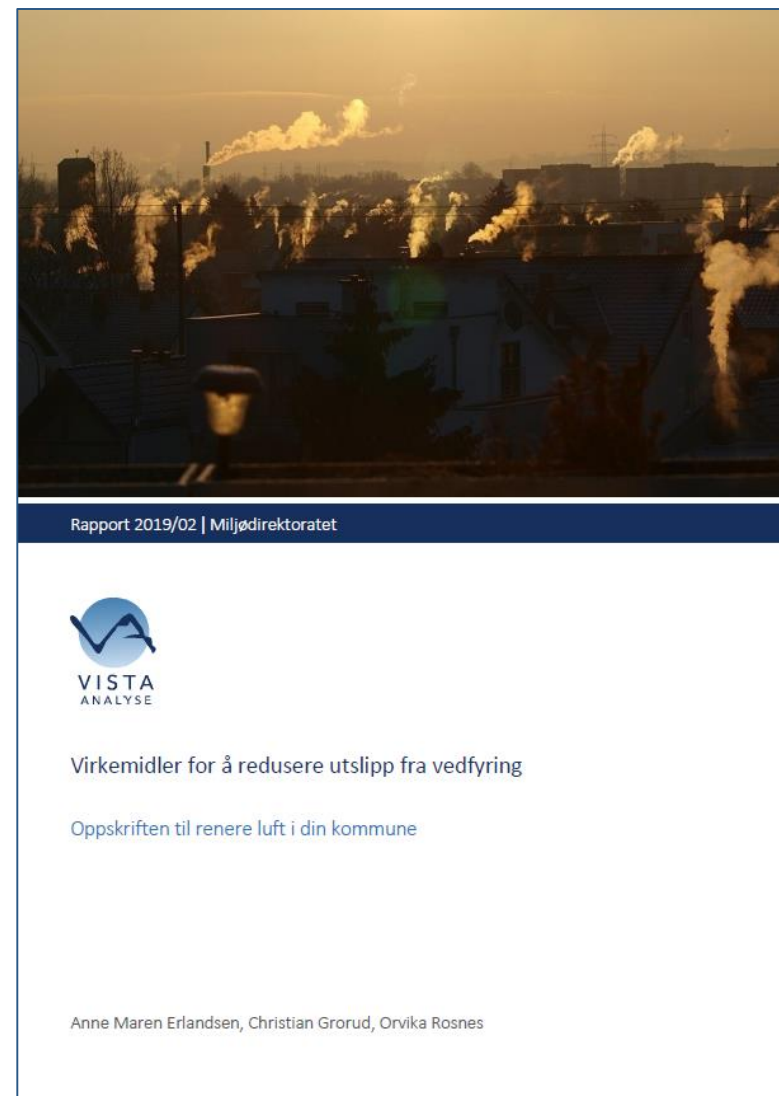 Rapport 2019/02 | Miljødirektoratet
VISTA
ANALYSE
Virkemidler for å redusere utslipp fra vedfyring
Oppskriften til renere luft i din kommune
Anne Maren Erlandsen, Christian Grorud, Orvika Rosnes